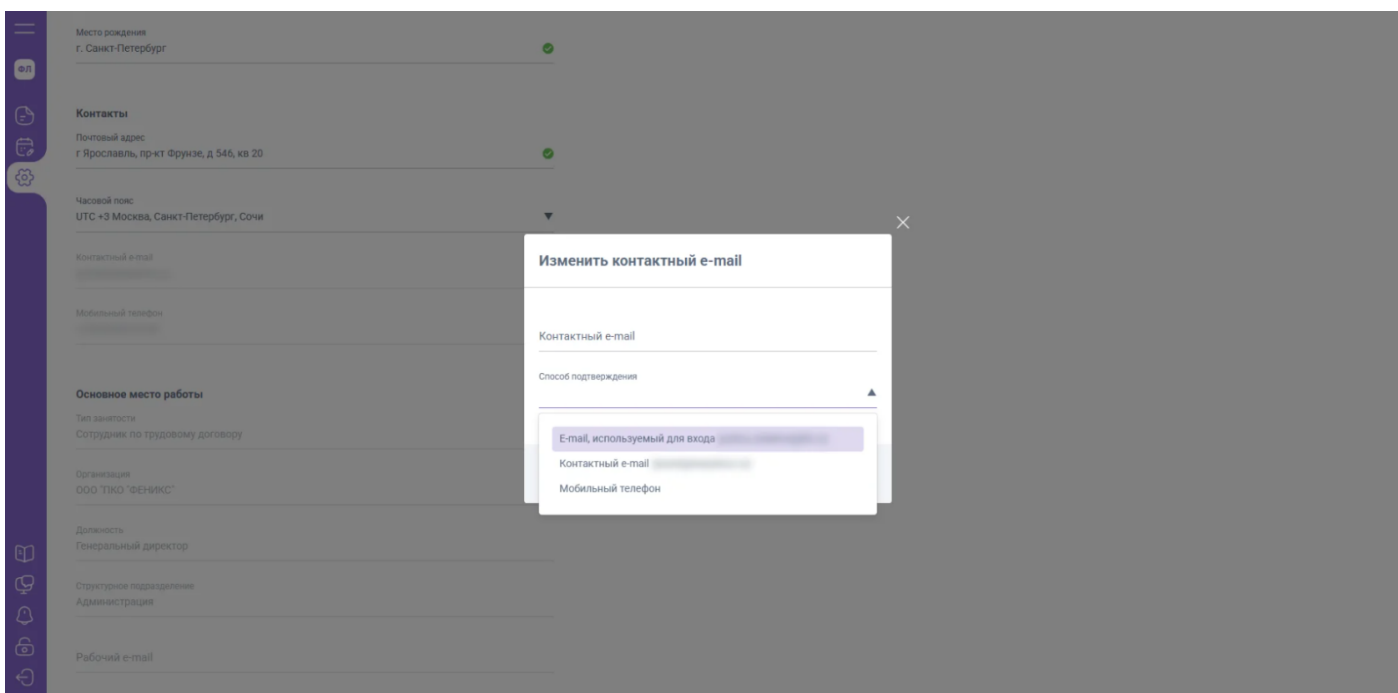 Место рождения
г. Санкт-Петербург
ФЛ
Контакты
Почтовый адрес
г Ярославль, пр-кт Фрунзе, д 546, кв 20
Часовой пояс
UTC +3 Москва, Санкт-Петербург, Сочи
Контактный e-mail
Мобильный телефон
Основное место работы
Тип занятости
Сотрудник по трудовому договору
Организация
ООО "ПКО "ФЕНИКС"
Должность
Генеральный директор
Структурное подразделение
Администрация
Рабочий e-mail
Изменить контактный e-mail
Контактный e-mail
Способ подтверждения
E-mail, используемый для входа
Контактный e-mail
Мобильный телефон